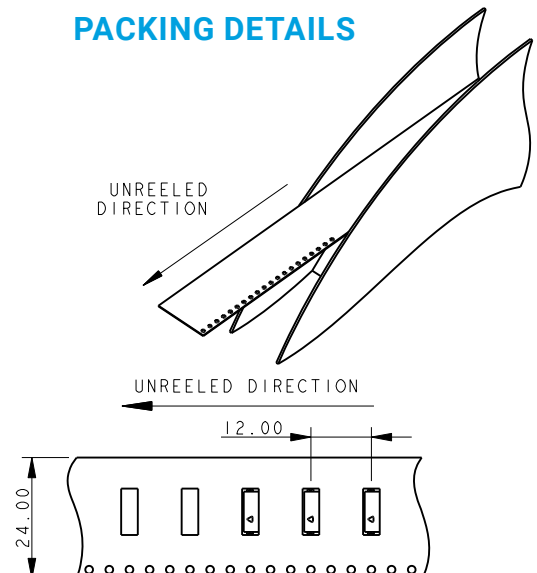 PACKING DETAILS
UNREELED
DIRECTION
UNREELED DIRECTION
12.00
24.00